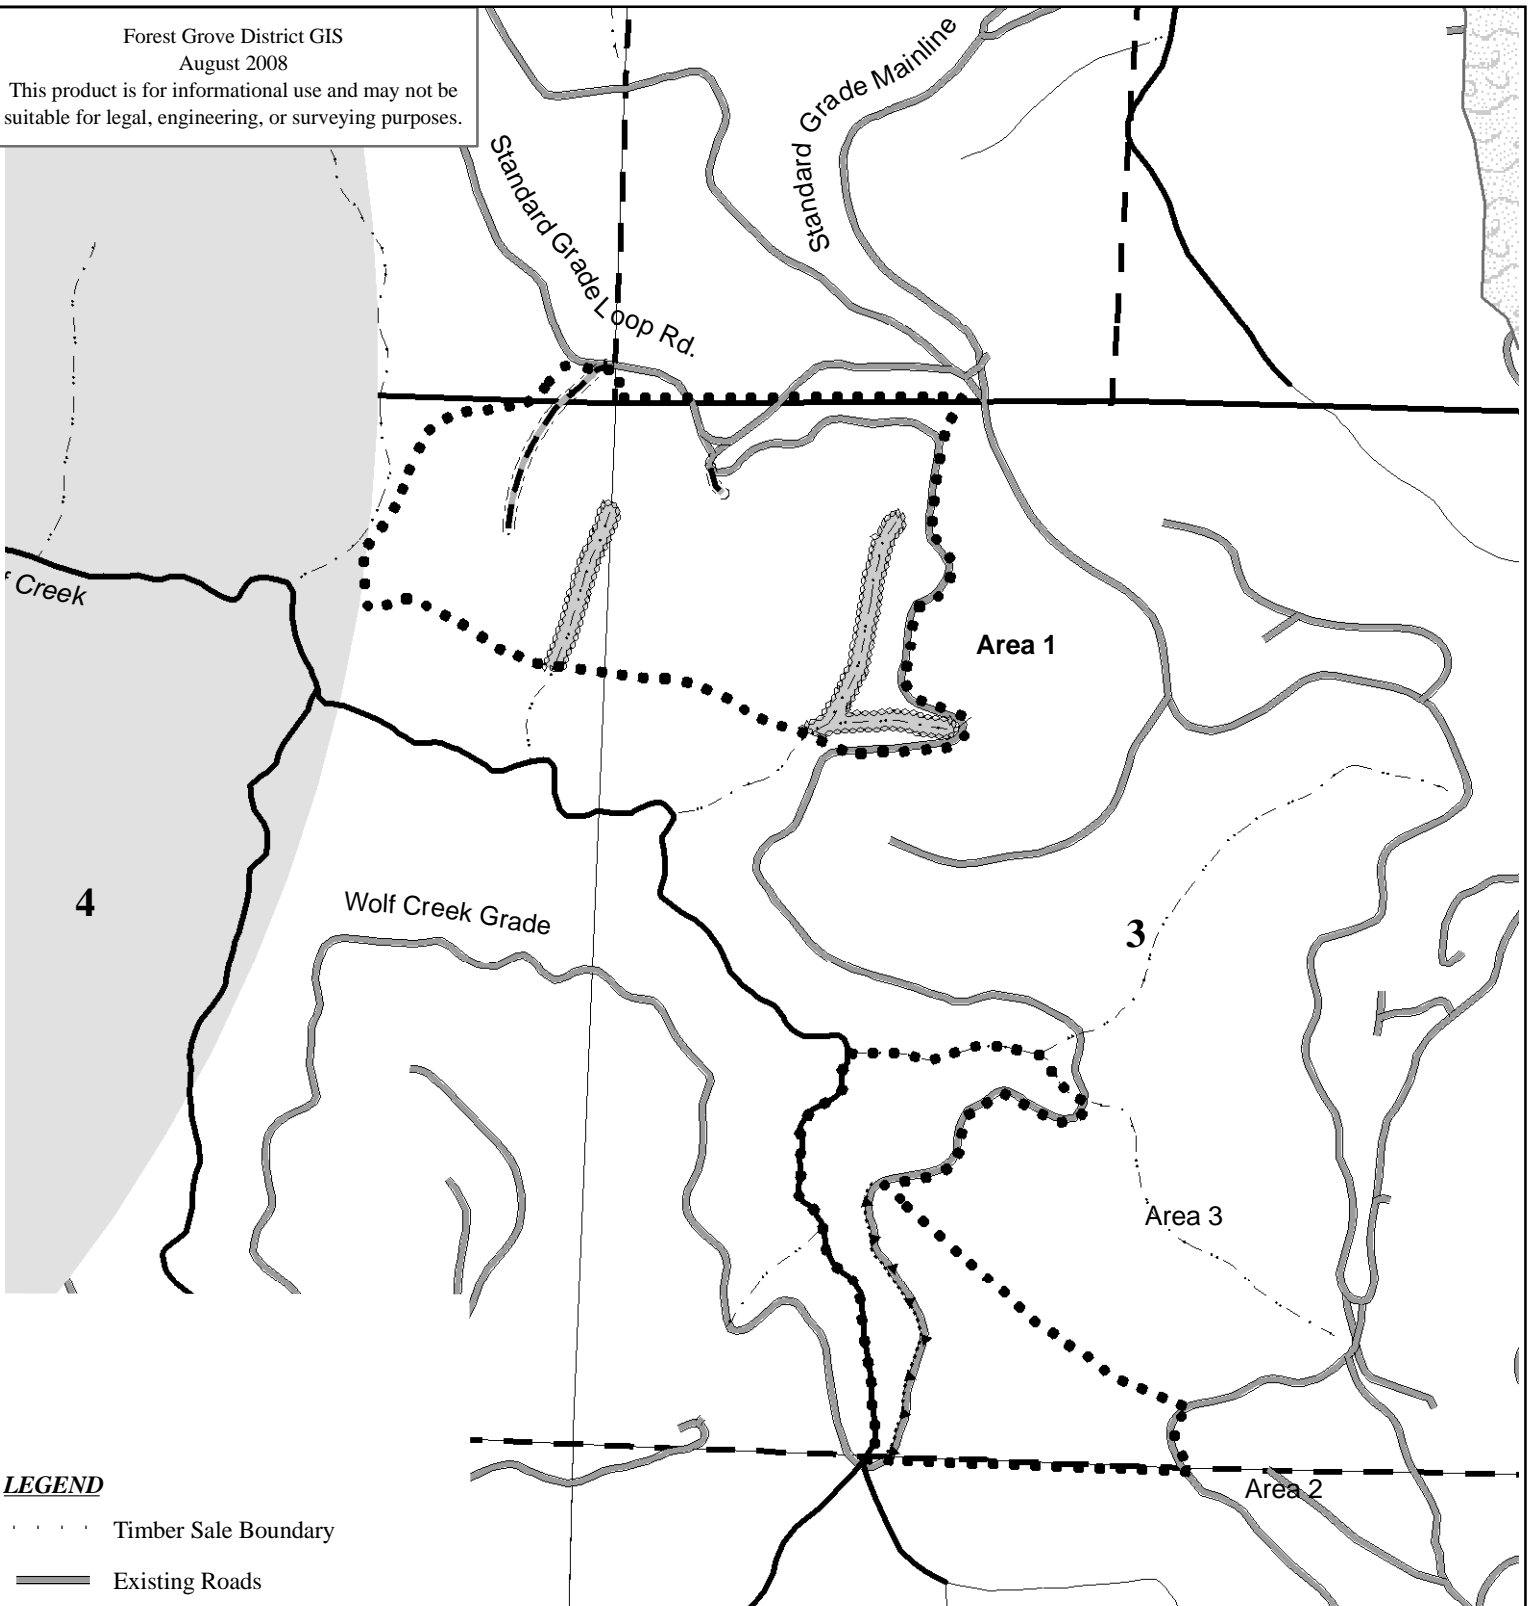 Forest Grove District GIS
August 2008
This product is for informational use and may not be
suitable for legal, engineering, or surveying purposes.
Standard Grade Mainline
Standard Grade Loop Rd.
Creek
Area 1
4
Wolf Creek Grade
3
Area 3
Area 2
LEGEND
Timber Sale Boundary
Existing Roads